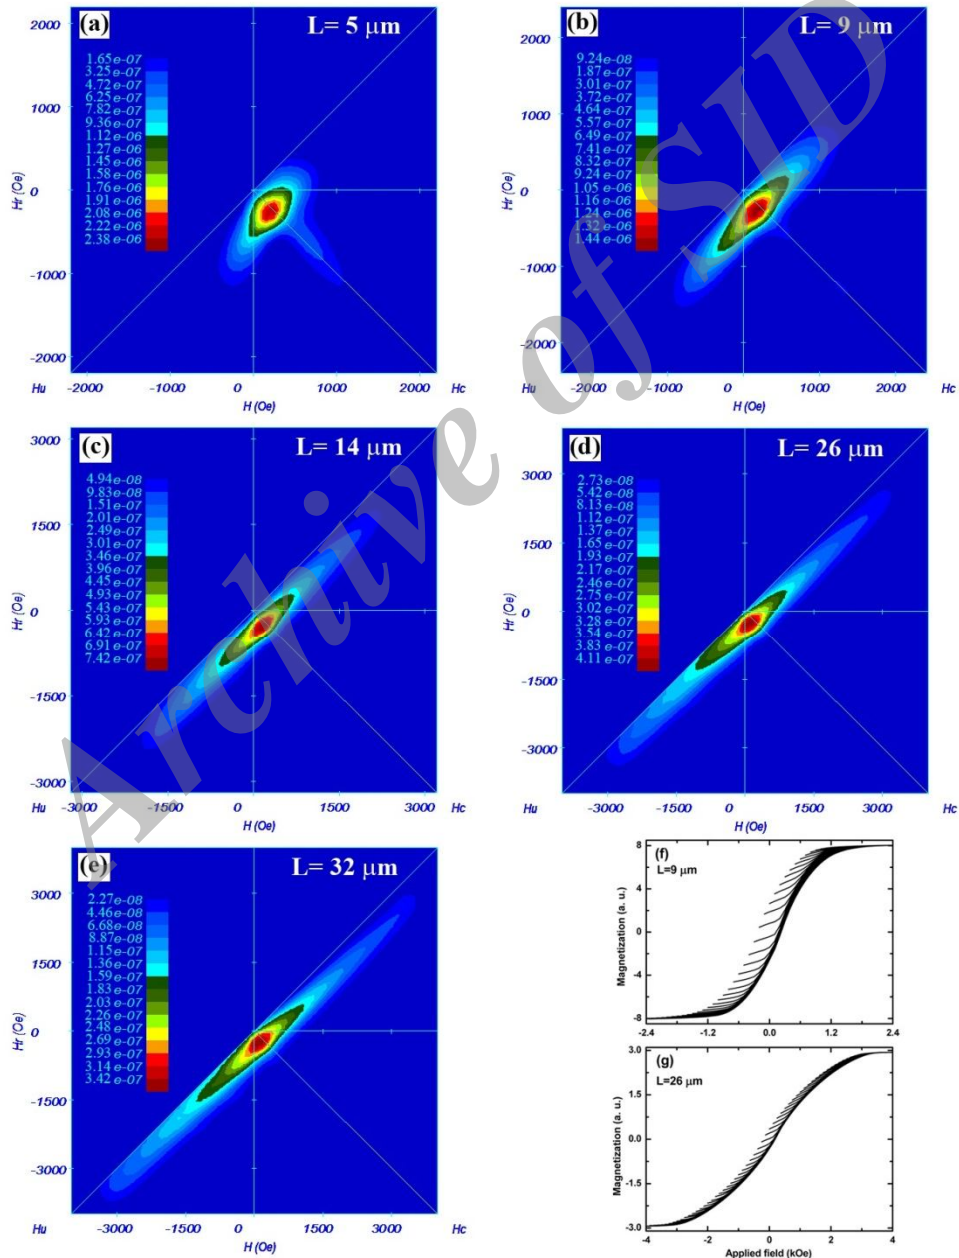 (a)
L= 5 μm
2000
1000
0
-1000
-2000
Hr (Oe)
1.65e-07
3.25e-07
4.72e-07
6.25e-07
7.82e-07
9.36e-07
1.12e-06
1.27e-06
1.45e-06
1.58e-06
1.76e-06
1.91e-06
2.08e-06
2.22e-06
2.38e-06
Hu -2000 -1000 0 1000 2000 Hc
H (Oe)
(b)
L= 9 μm
2000
1000
0
-1000
-2000
Hr (Oe)
9.24e-08
1.87e-07
3.01e-07
3.72e-07
4.64e-07
5.57e-07
6.49e-07
7.41e-07
8.32e-07
9.24e-07
1.05e-06
1.16e-06
1.24e-06
1.32e-06
1.44e-06
Hu -2000 -1000 0 1000 2000 Hc
H (Oe)
(c)
L= 14 μm
3000
1500
0
-1500
-3000
Hr (Oe)
4.94e-08
9.83e-08
1.51e-07
2.01e-07
2.49e-07
3.01e-07
3.46e-07
3.96e-07
4.45e-07
4.93e-07
5.43e-07
5.93e-07
6.42e-07
6.91e-07
7.42e-07
Hu -3000 -1500 0 1500 3000 Hc
H (Oe)
(d)
L= 26 μm
3000
1500
0
-1500
-3000
Hr (Oe)
2.73e-08
5.42e-08
8.13e-08
1.12e-07
1.37e-07
1.65e-07
1.93e-07
2.17e-07
2.46e-07
2.75e-07
3.02e-07
3.28e-07
3.54e-07
3.83e-07
4.11e-07
Hu -3000 -1500 0 1500 3000 Hc
H (Oe)
(e)
L= 32 μm
3000
1500
0
-1500
-3000
Hr (Oe)
2.27e-08
4.46e-08
6.68e-08
8.87e-08
1.15e-07
1.36e-07
1.59e-07
1.83e-07
2.03e-07
2.26e-07
2.48e-07
2.69e-07
2.93e-07
3.14e-07
3.42e-07
Hu -3000 -1500 0 1500 3000 Hc
H (Oe)
(f)
L=9 μm
Magnetization (a. u.)
8
4
0
-4
-8
-2.4 -1.2 0.0 1.2 2.4
(g)
L=26 μm
Magnetization (a. u.)
3.0
1.5
0.0
-1.5
-3.0
-4 -2 0 2 4
Applied field (kOe)
Archive of SID